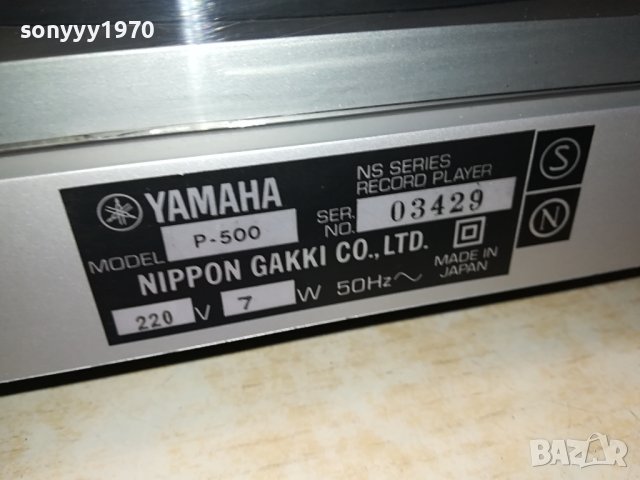 sonyyy1970
YAMAHA
NS SERIES
RECORD PLAYER
MODEL P-500
SER. NO. 03429
NIPPON GAKKI CO., LTD.
220 V 7 W 50Hz~
MADE IN
JAPAN
S
N
BAZAR